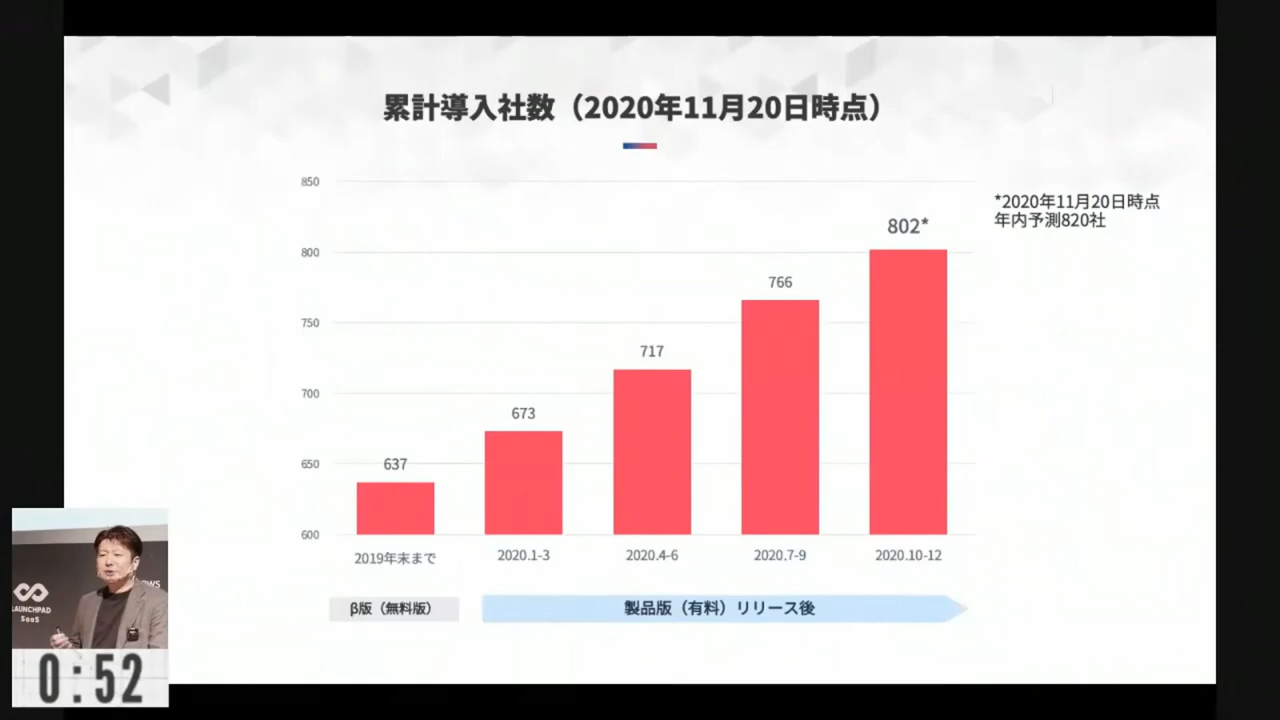 累計導入社数（2020年11月20日時点）
*2020年11月20日時点
年内予測820社
850
800
750
700
650
600
637
673
717
766
802*
2019年末まで
2020.1-3
2020.4-6
2020.7-9
2020.10-12
β版（無料版）
製品版（有料）リリース後
LAUNCHPAD
SaaS
0:52